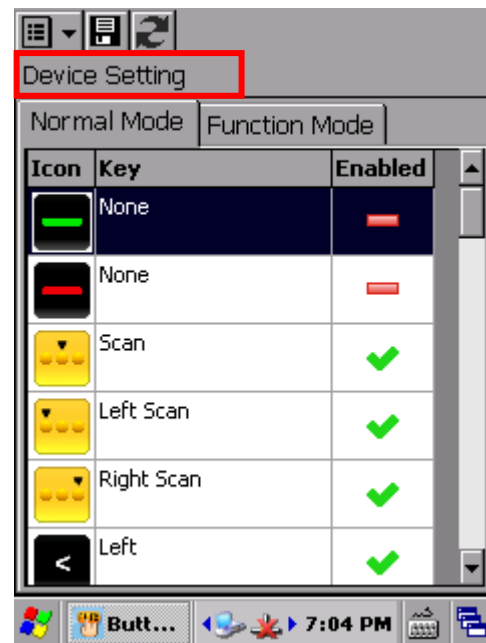 Device Setting
Normal Mode Function Mode
Icon Key Enabled
None
None
Scan
Left Scan
Right Scan
< Left
Butt... 7:04 PM